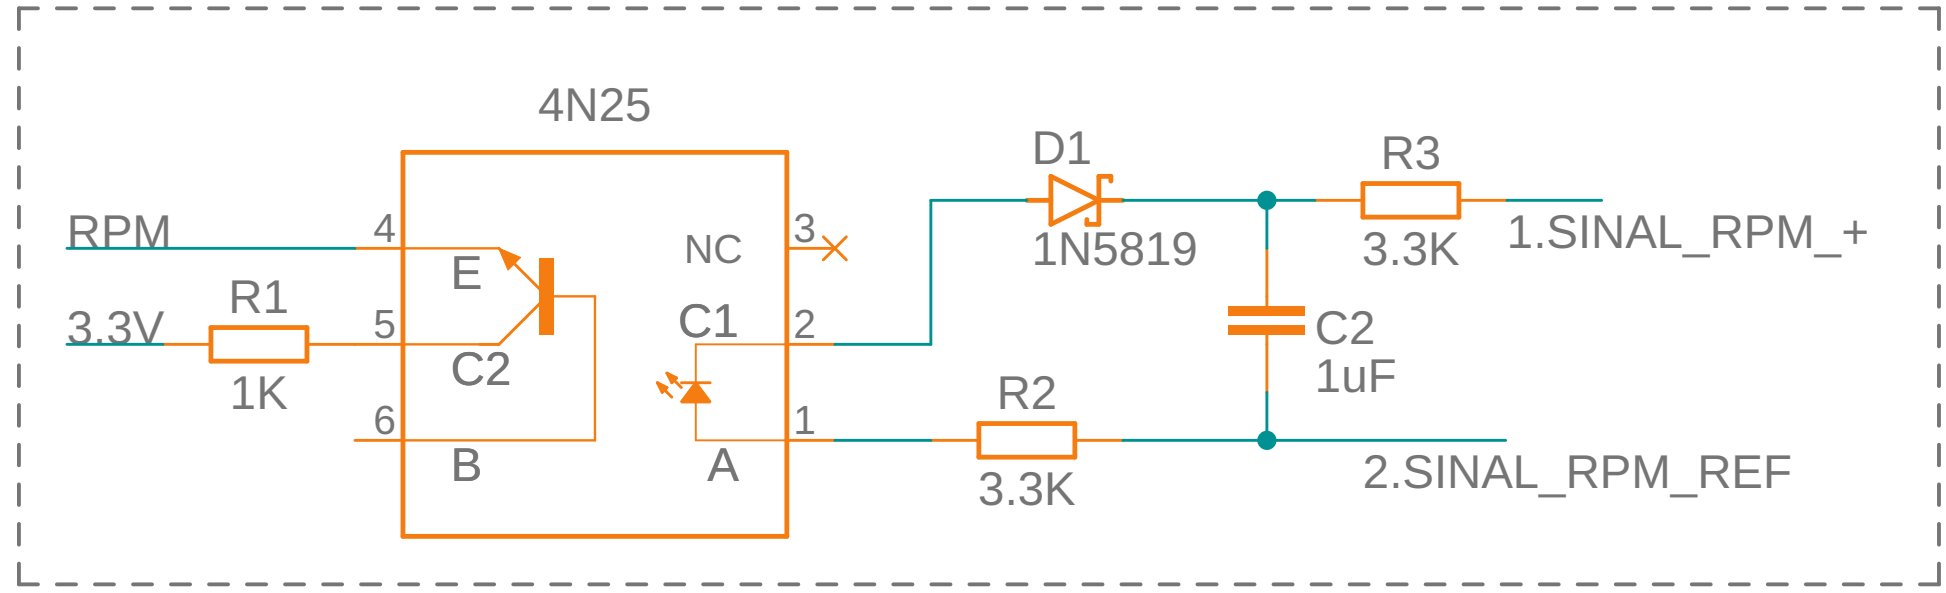 4N25
D1
1N5819
R3
3.3K
1.SINAL_RPM_+
RPM
4
E
NC
3
3.3V
R1
1K
5
C2
C1
2
C2
1uF
6
B
A
1
R2
3.3K
2.SINAL_RPM_REF